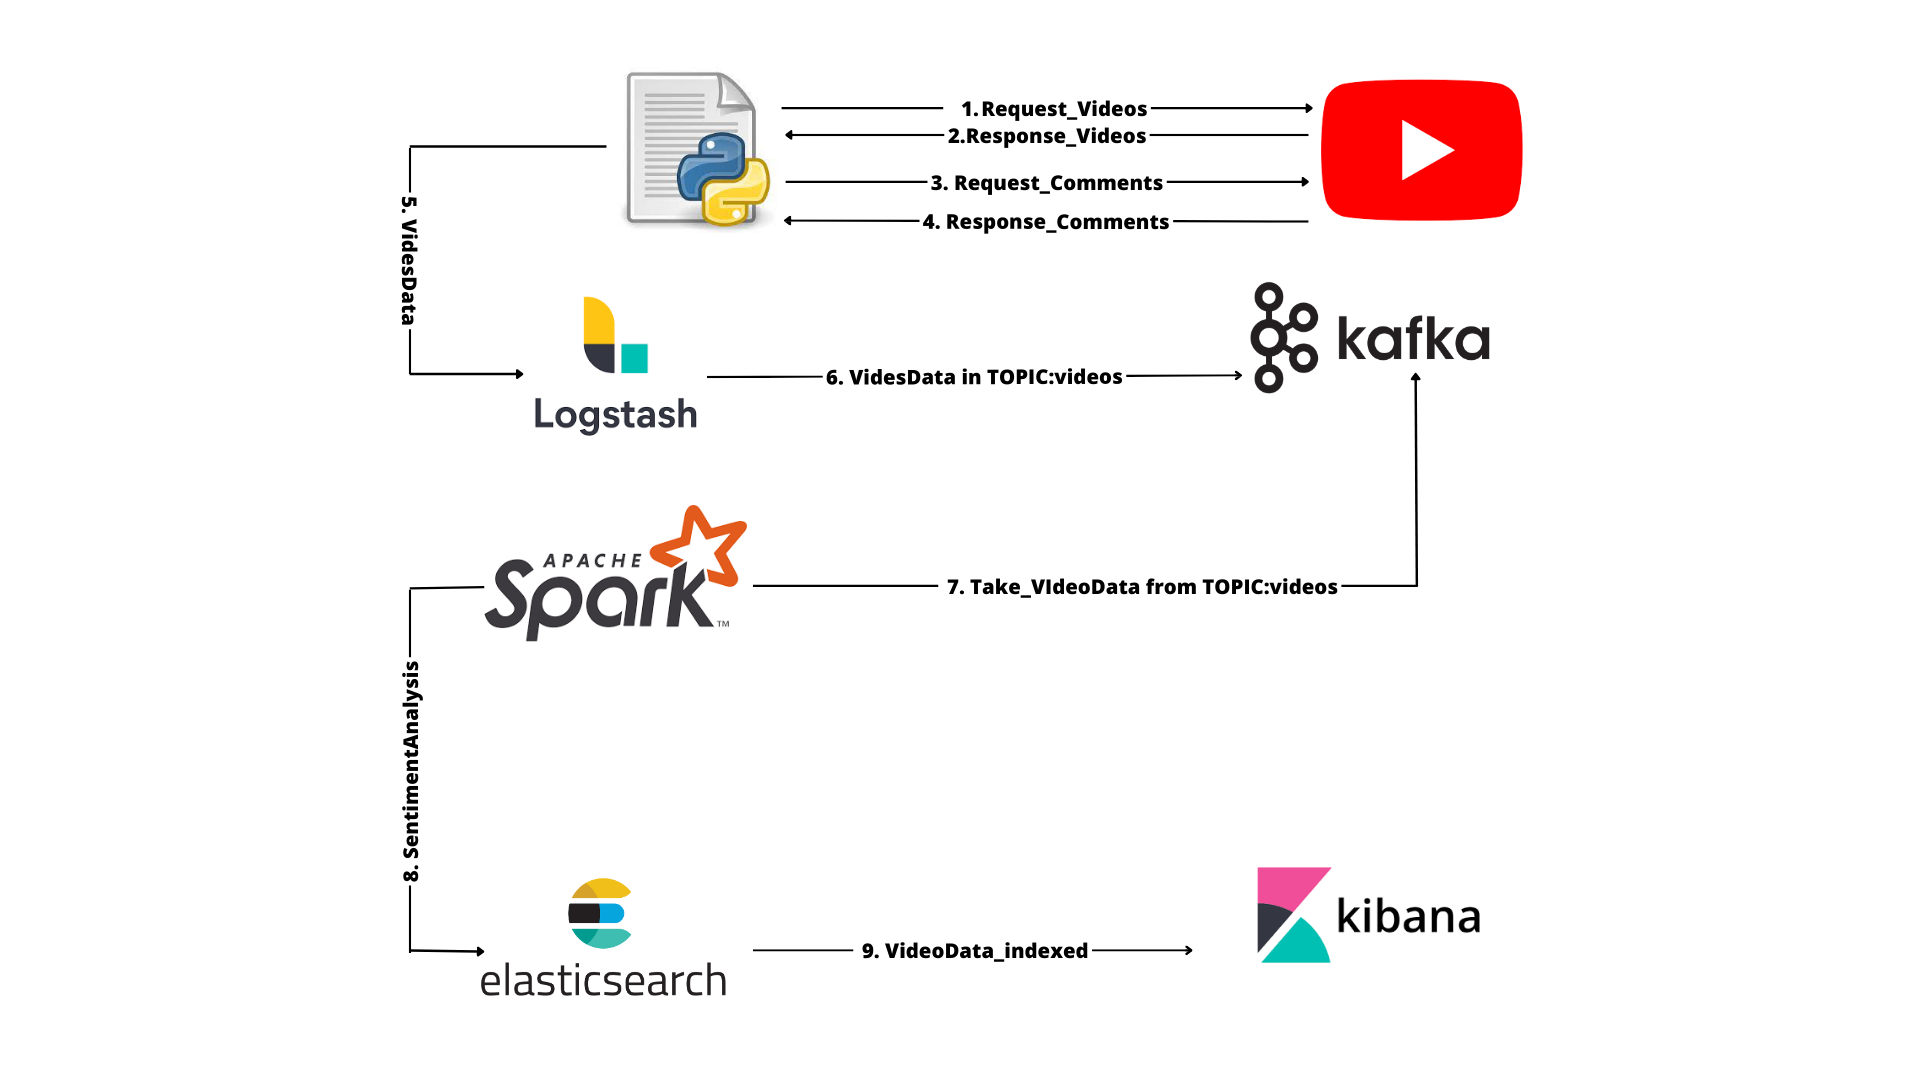 1. Request_Videos
2.Response_Videos
3. Request_Comments
4. Response_Comments
5. VidesData
Logstash
6. VidesData in TOPIC:videos
kafka
APACHE
Spark™
7. Take_VIdeoData from TOPIC:videos
8. SentimentAnalysis
elasticsearch
9. VideoData_indexed
kibana